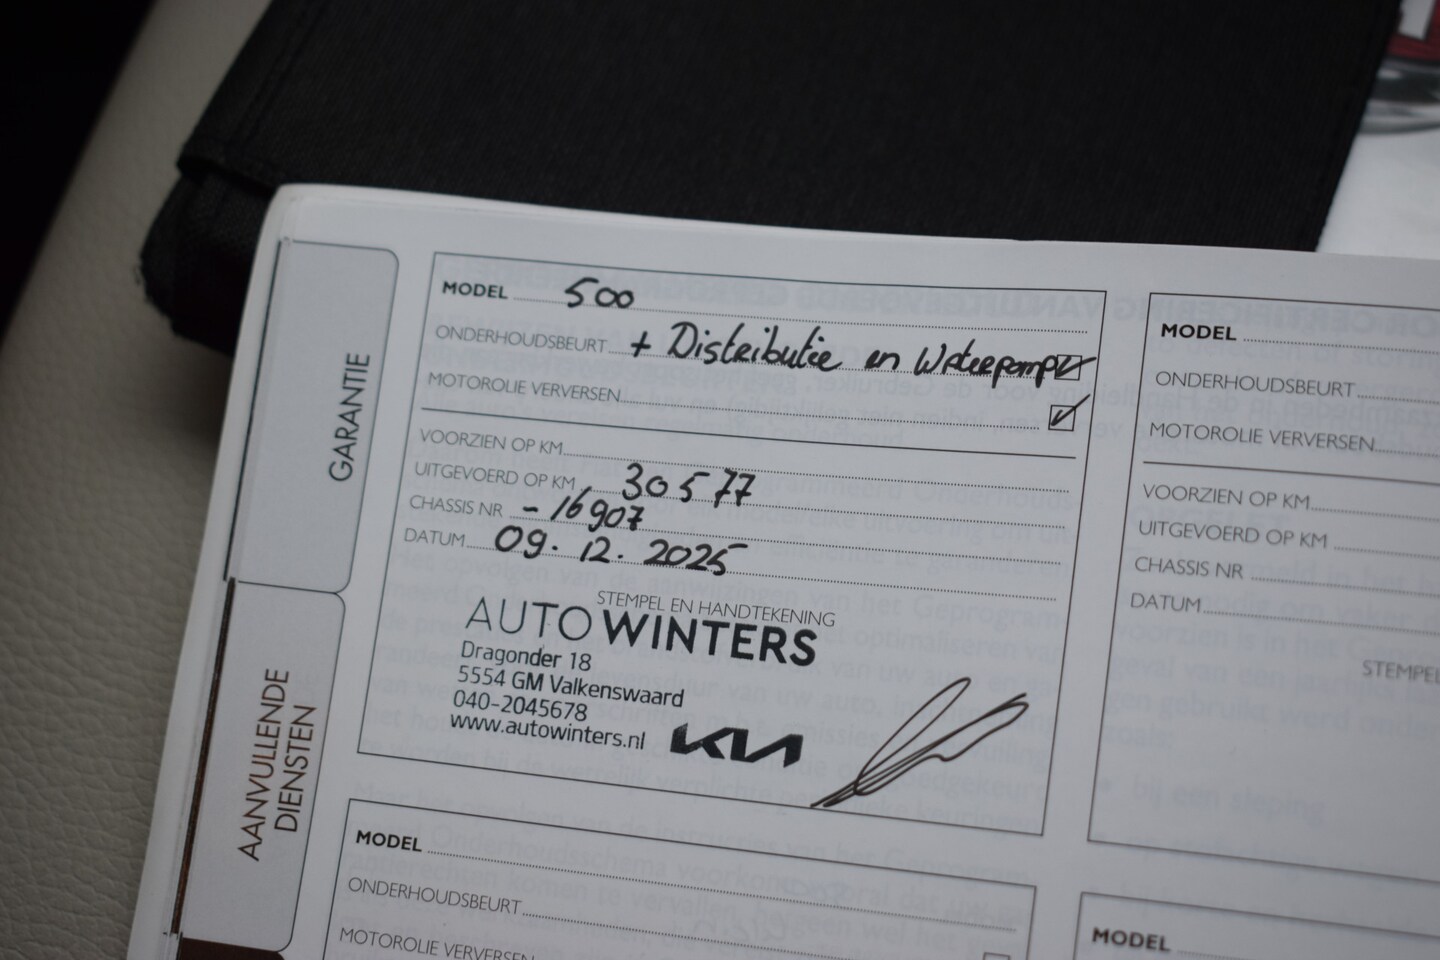 GARANTIE
AANVULLENDE
DIENSTEN
MODEL 500
ONDERHOUDSBEURT + Distributie en Waterpomp
MOTOROLIE VERVERSEN
VOORZIEN OP KM
UITGEVOERD OP KM 30577
CHASSIS NR -16907
DATUM 09.12.2025
STEMPEL EN HANDTEKENING
AUTO WINTERS
Dragonder 18
5554 GM Valkenswaard
040-2045678
www.autowinters.nl KIA
MODEL
ONDERHOUDSBEURT
MOTOROLIE VERVERSEN
VOORZIEN OP KM
UITGEVOERD OP KM
CHASSIS NR
DATUM
STEMPEL
MODEL
ONDERHOUDSBEURT
MOTOROLIE VERVERSEN
MODEL